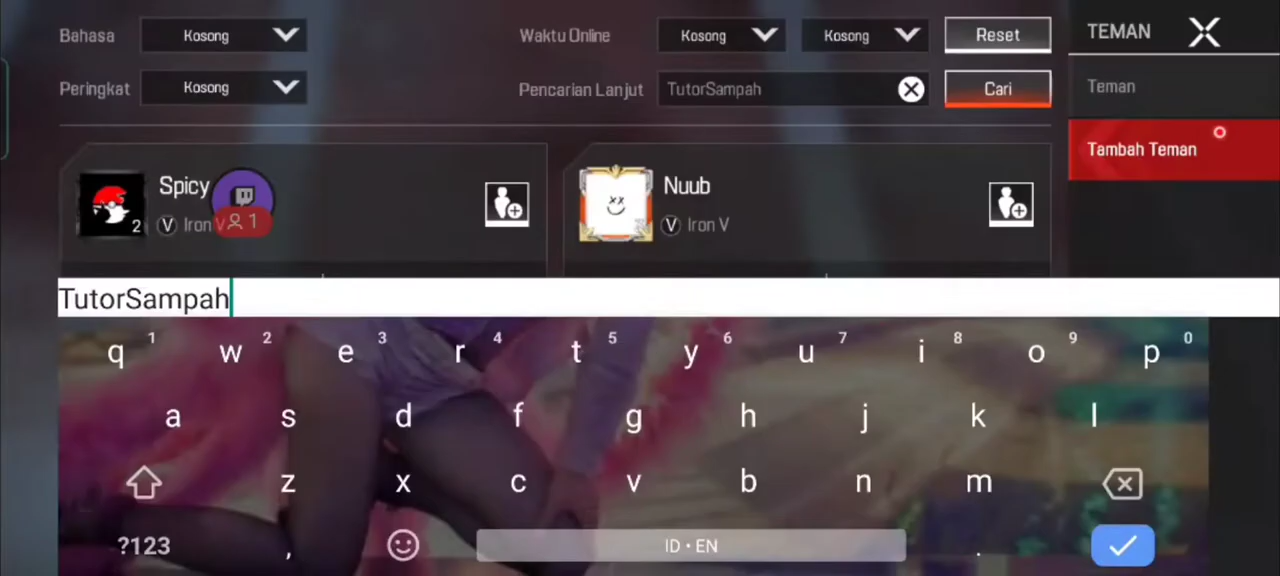 Bahasa Kosong Waktu Online Kosong Kosong Reset TEMAN
Peringkat Kosong Pencarian Lanjut TutorSampah Cari Teman
Tambah Teman
Spicy Nuub
2 V Iron V 1 V Iron V
TutorSampah
1 2 3 4 5 6 7 8 9 0
q w e r t y u i o p
a s d f g h j k l
z x c v b n m
?123 , ID • EN .